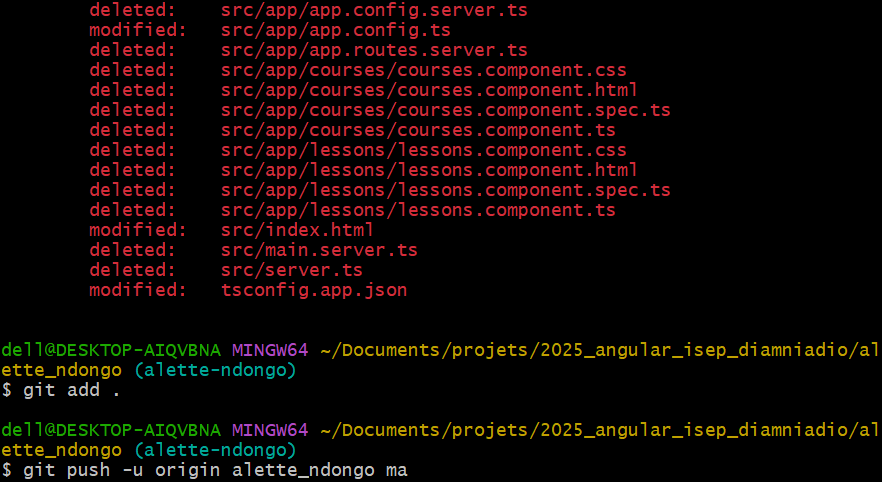 deleted:    src/app/app.config.server.ts
modified:   src/app/app.config.ts
deleted:    src/app/app.routes.server.ts
deleted:    src/app/courses/courses.component.css
deleted:    src/app/courses/courses.component.html
deleted:    src/app/courses/courses.component.spec.ts
deleted:    src/app/courses/courses.component.ts
deleted:    src/app/lessons/lessons.component.css
deleted:    src/app/lessons/lessons.component.html
deleted:    src/app/lessons/lessons.component.spec.ts
deleted:    src/app/lessons/lessons.component.ts
modified:   src/index.html
deleted:    src/main.server.ts
deleted:    src/server.ts
modified:   tsconfig.app.json
dell@DESKTOP-AIQVBNA MINGW64 ~/Documents/projets/2025_angular_isep_diamniadio/al
ette_ndongo (alette-ndongo)
$ git add .
dell@DESKTOP-AIQVBNA MINGW64 ~/Documents/projets/2025_angular_isep_diamniadio/al
ette_ndongo (alette-ndongo)
$ git push -u origin alette_ndongo ma